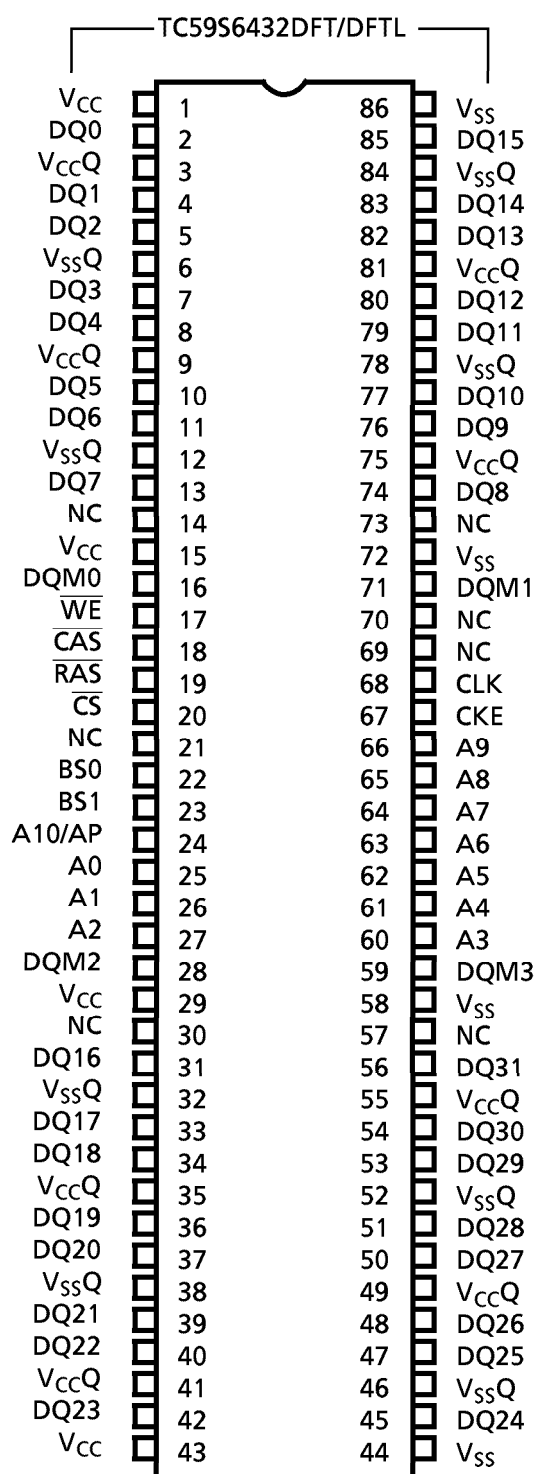 TC59S6432DFT/DFTL
VCC 1 86 VSS
DQ0 2 85 DQ15
VCCQ 3 84 VSSQ
DQ1 4 83 DQ14
DQ2 5 82 DQ13
VSSQ 6 81 VCCQ
DQ3 7 80 DQ12
DQ4 8 79 DQ11
VCCQ 9 78 VSSQ
DQ5 10 77 DQ10
DQ6 11 76 DQ9
VSSQ 12 75 VCCQ
DQ7 13 74 DQ8
NC 14 73 NC
VCC 15 72 VSS
DQM0 16 71 DQM1
W̅E̅ 17 70 NC
C̅A̅S̅ 18 69 NC
R̅A̅S̅ 19 68 CLK
C̅S̅ 20 67 CKE
NC 21 66 A9
BS0 22 65 A8
BS1 23 64 A7
A10/AP 24 63 A6
A0 25 62 A5
A1 26 61 A4
A2 27 60 A3
DQM2 28 59 DQM3
VCC 29 58 VSS
NC 30 57 NC
DQ16 31 56 DQ31
VSSQ 32 55 VCCQ
DQ17 33 54 DQ30
DQ18 34 53 DQ29
VCCQ 35 52 VSSQ
DQ19 36 51 DQ28
DQ20 37 50 DQ27
VSSQ 38 49 VCCQ
DQ21 39 48 DQ26
DQ22 40 47 DQ25
VCCQ 41 46 VSSQ
DQ23 42 45 DQ24
VCC 43 44 VSS